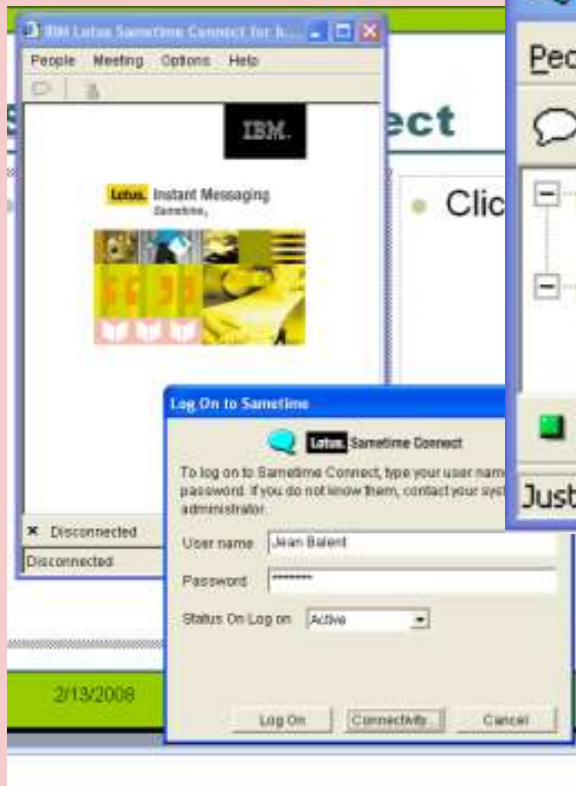 IBM Lotus Sametime Connect for
People Meeting Options Help
IBM.
Lotus. Instant Messaging
Sametime,
ect
Clic
Log On to Sametime
Lotus. Sametime Connect
To log on to Sametime Connect, type your user name
password. If you do not know them, contact your syst
administrator.
User name Jean Balent
Password *******
Status On Log on Active
Log On Connectivity... Cancel
Disconnected
Disconnected
2/13/2008
Peo
Just